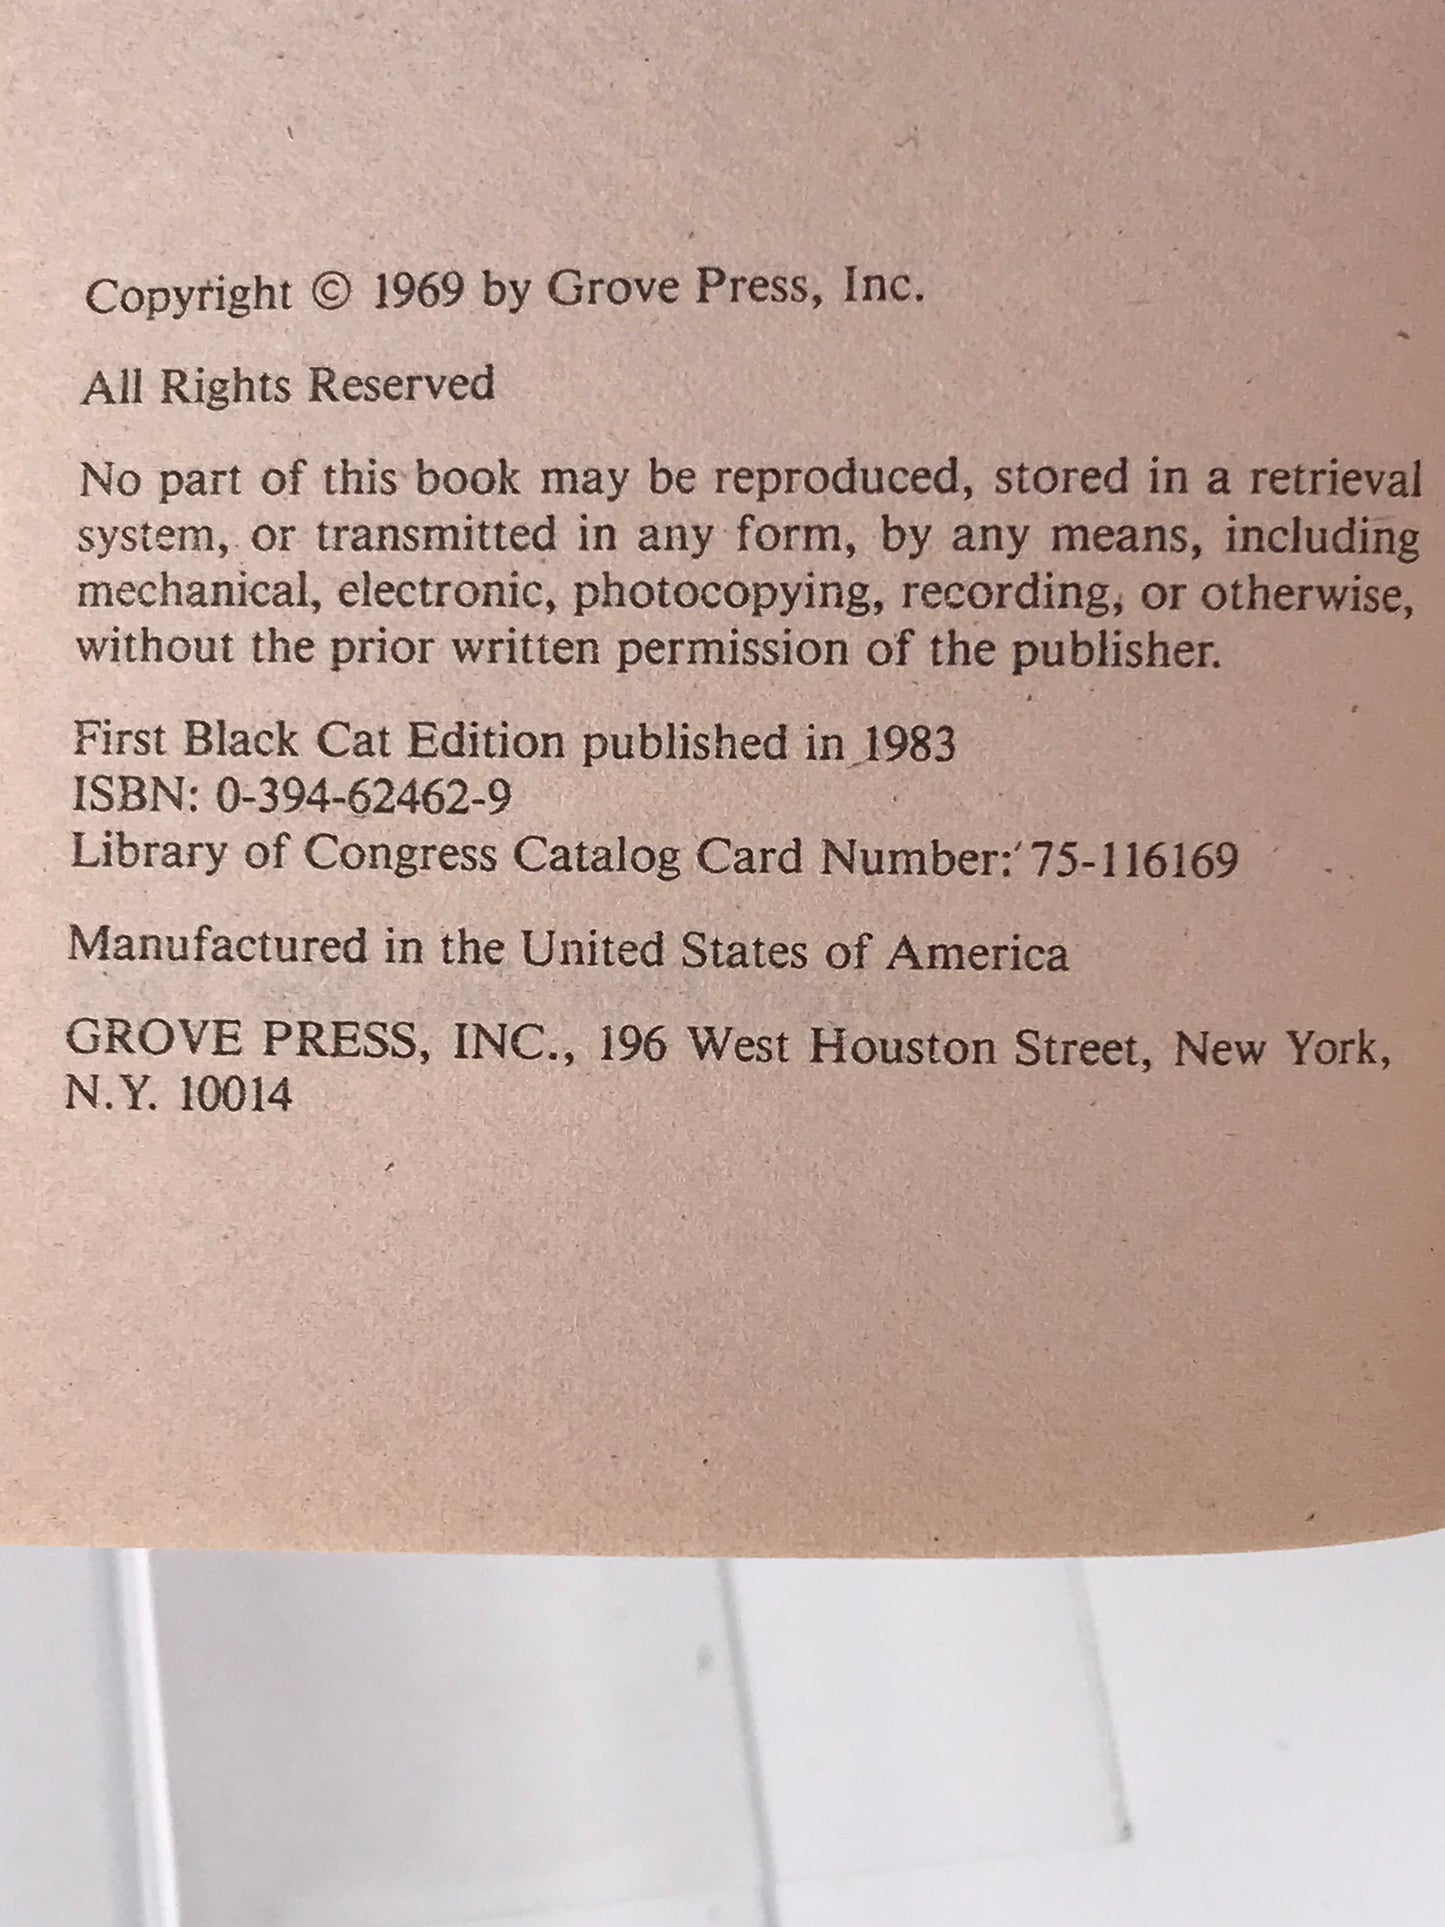 Copyright © 1969 by Grove Press, Inc.
All Rights Reserved
No part of this book may be reproduced, stored in a retrieval
system, or transmitted in any form, by any means, including
mechanical, electronic, photocopying, recording, or otherwise,
without the prior written permission of the publisher.
First Black Cat Edition published in 1983
ISBN: 0-394-62462-9
Library of Congress Catalog Card Number: 75-116169
Manufactured in the United States of America
GROVE PRESS, INC., 196 West Houston Street, New York,
N.Y. 10014